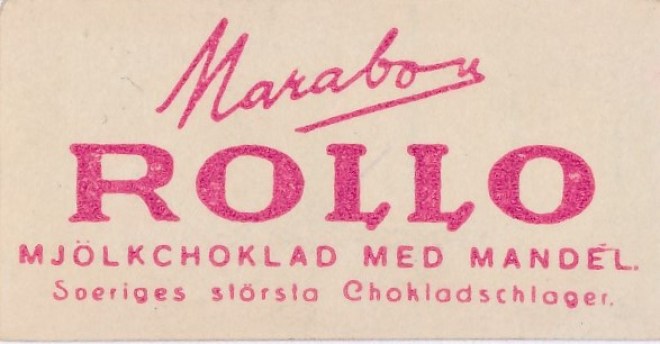 Marabou
ROLLO
MJÖLKCHOKLAD MED MANDEL.
Sveriges största Chokladschlager.